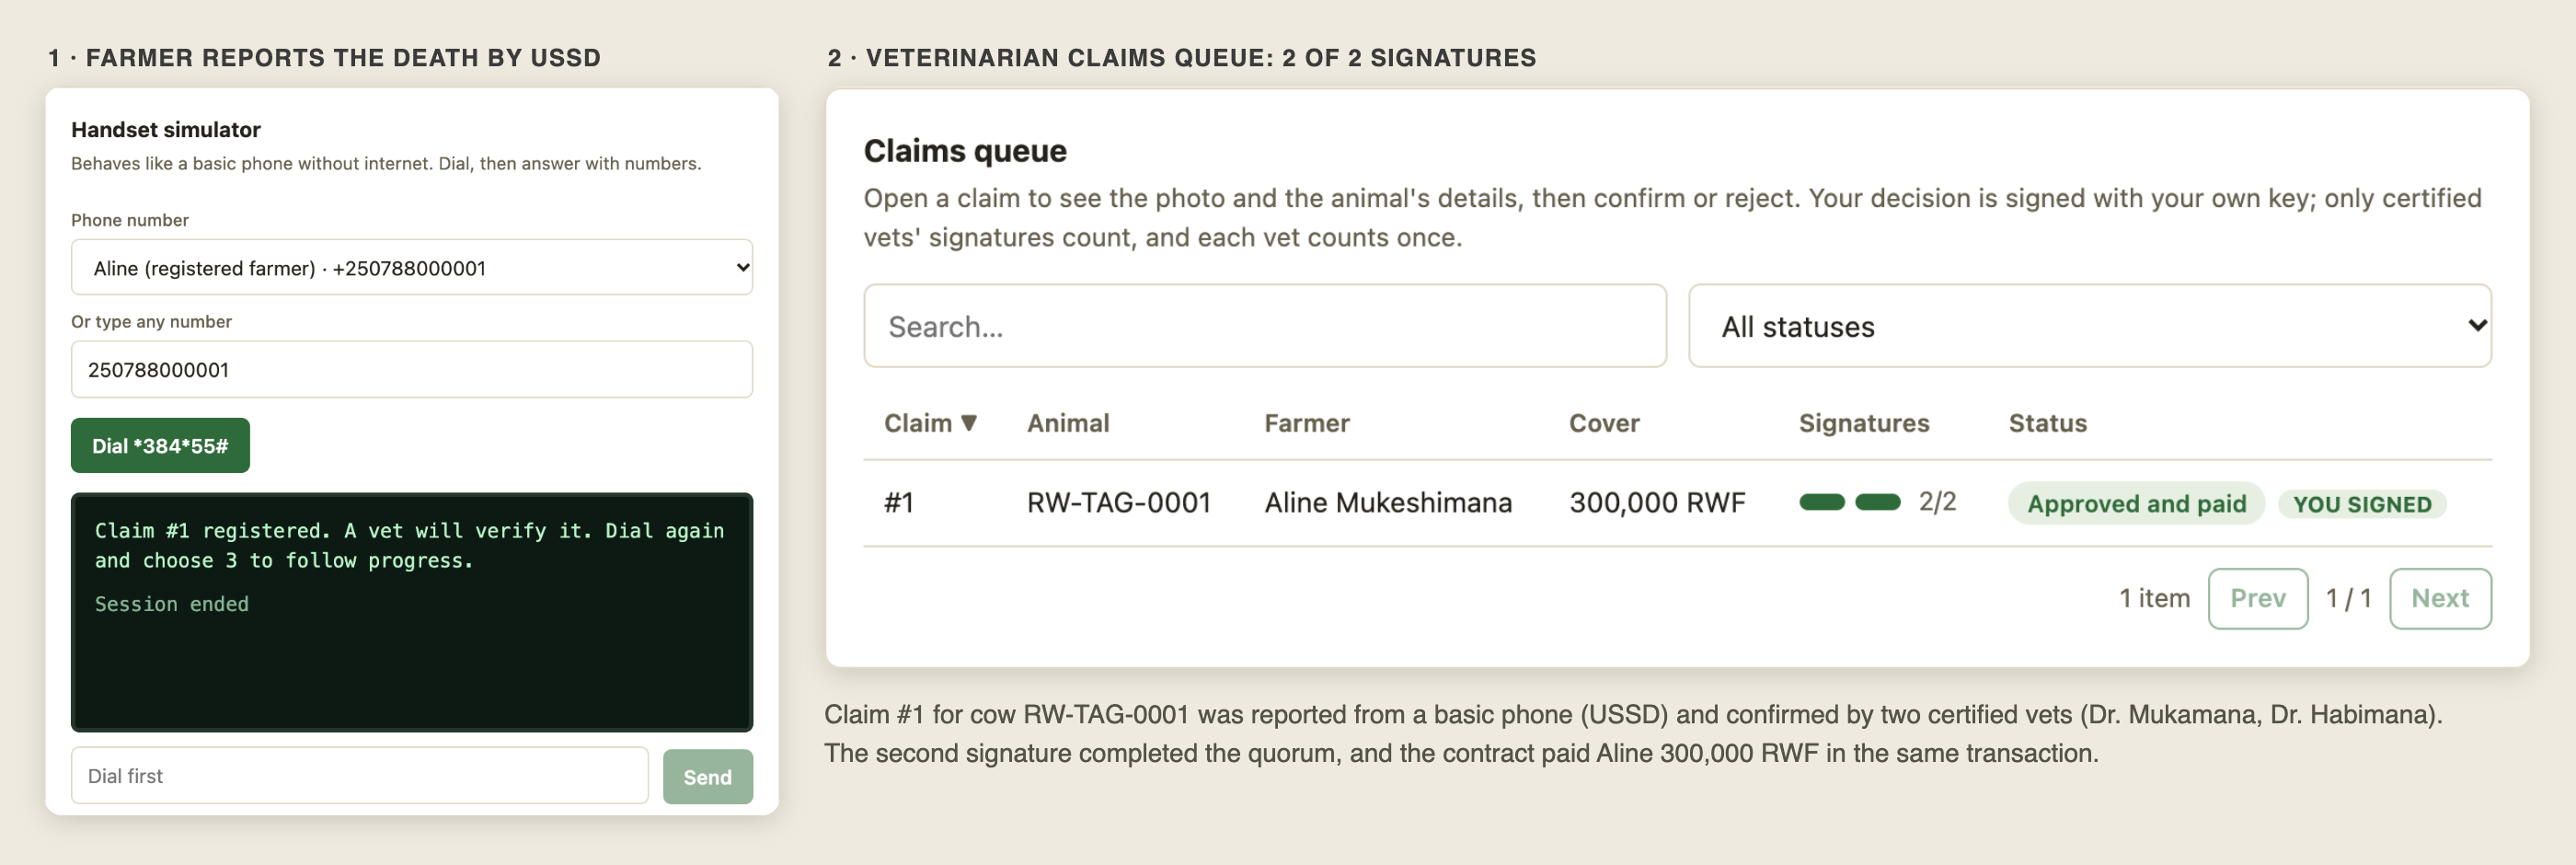 1 · FARMER REPORTS THE DEATH BY USSD
Handset simulator
Behaves like a basic phone without internet. Dial, then answer with numbers.
Phone number
Aline (registered farmer) · +250788000001
Or type any number
250788000001
Dial *384*55#
Claim #1 registered. A vet will verify it. Dial again
and choose 3 to follow progress.
Session ended
Dial first
Send
2 · VETERINARIAN CLAIMS QUEUE: 2 OF 2 SIGNATURES
Claims queue
Open a claim to see the photo and the animal's details, then confirm or reject. Your decision is signed with your own key; only certified
vets' signatures count, and each vet counts once.
Search...
All statuses
Claim ▼ Animal Farmer Cover Signatures Status
#1 RW-TAG-0001 Aline Mukeshimana 300,000 RWF 2/2 Approved and paid YOU SIGNED
1 item Prev 1 / 1 Next
Claim #1 for cow RW-TAG-0001 was reported from a basic phone (USSD) and confirmed by two certified vets (Dr. Mukamana, Dr. Habimana).
The second signature completed the quorum, and the contract paid Aline 300,000 RWF in the same transaction.